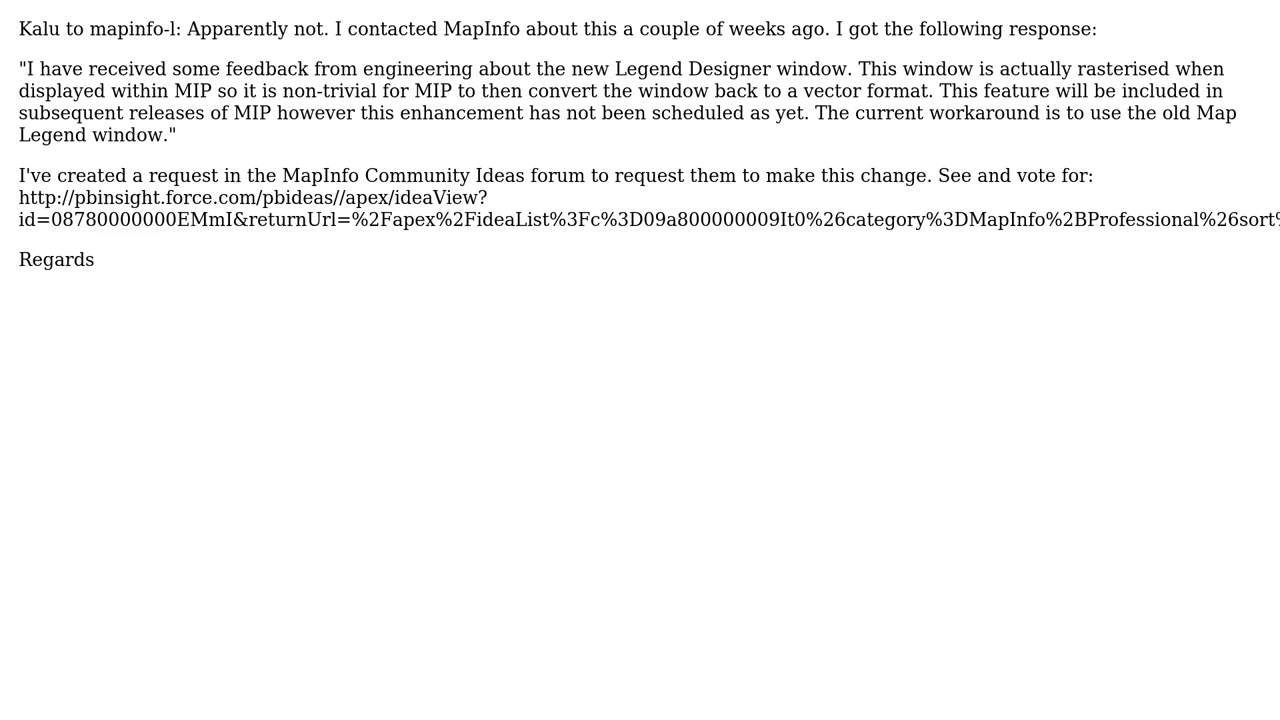 Kalu to mapinfo-l: Apparently not. I contacted MapInfo about this a couple of weeks ago. I got the following response:
"I have received some feedback from engineering about the new Legend Designer window. This window is actually rasterised when
displayed within MIP so it is non-trivial for MIP to then convert the window back to a vector format. This feature will be included in
subsequent releases of MIP however this enhancement has not been scheduled as yet. The current workaround is to use the old Map
Legend window."
I've created a request in the MapInfo Community Ideas forum to request them to make this change. See and vote for:
http://pbinsight.force.com/pbideas//apex/ideaView?
id=08780000000EMmI&returnUrl=%2Fapex%2FideaList%3Fc%3D09a800000009It0%26category%3DMapInfo%2BProfessional%26sort%
Regards